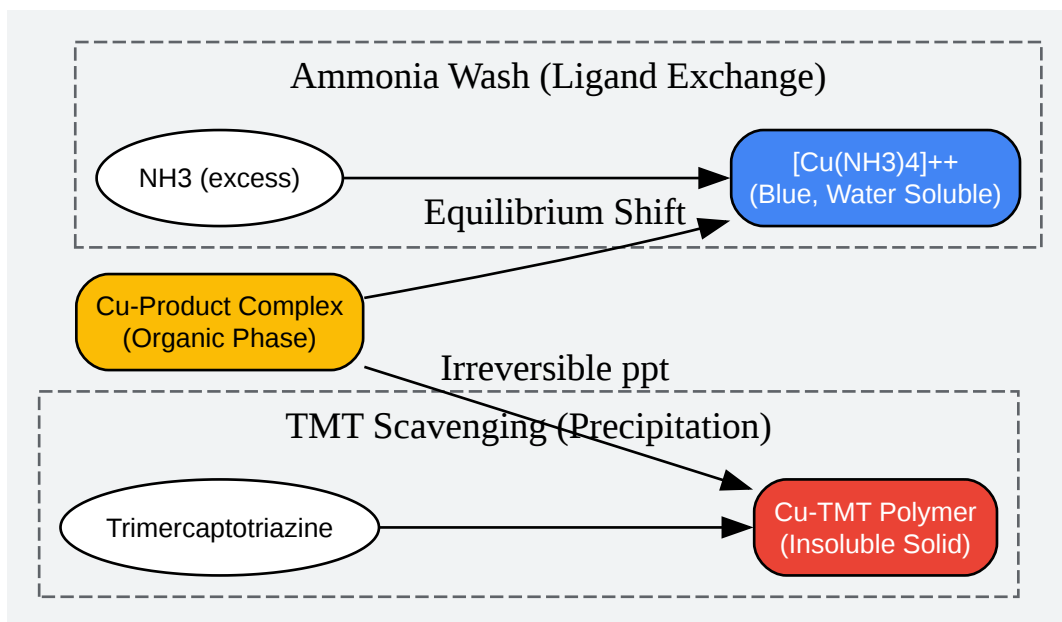 Ammonia Wash (Ligand Exchange)
NH3 (excess)
[Cu(NH3)4]++
(Blue, Water Soluble)
Equilibrium Shift
Cu-Product Complex
(Organic Phase)
Irreversible ppt
TMT Scavenging (Precipitation)
Trimercaptotriazine
Cu-TMT Polymer
(Insoluble Solid)